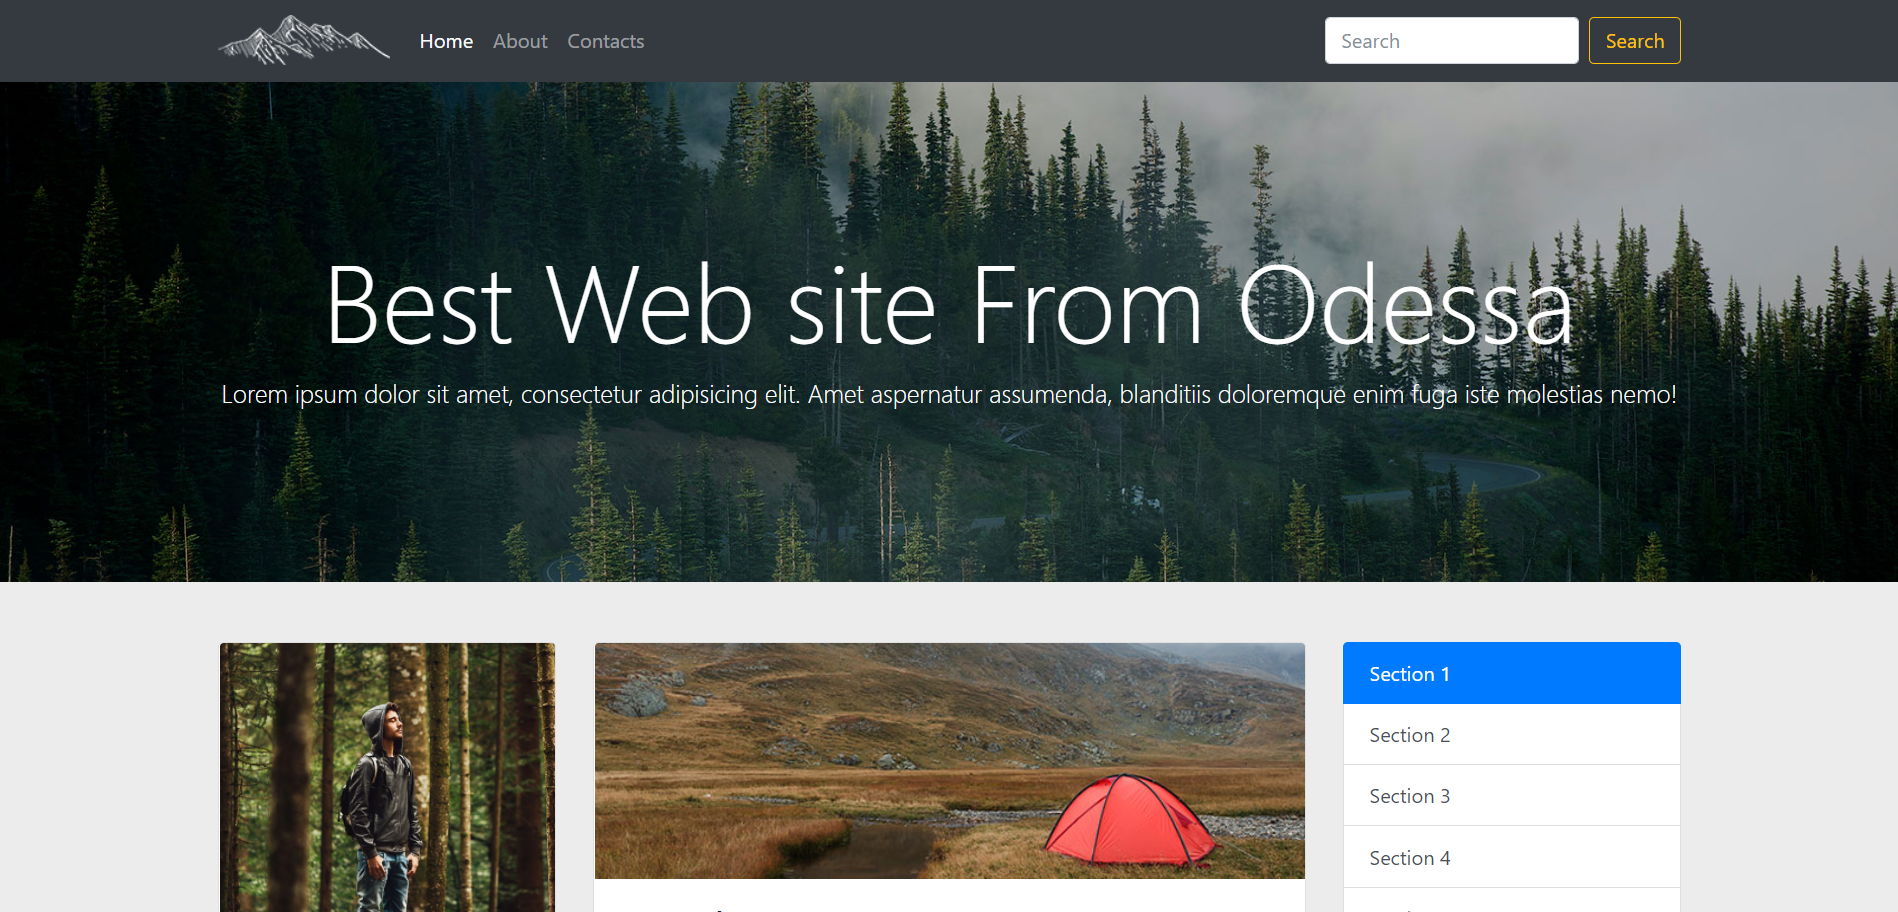 Home About Contacts Search Search
Best Web site From Odessa
Lorem ipsum dolor sit amet, consectetur adipisicing elit. Amet aspernatur assumenda, blanditiis doloremque enim fuga iste molestias nemo!
Section 1
Section 2
Section 3
Section 4